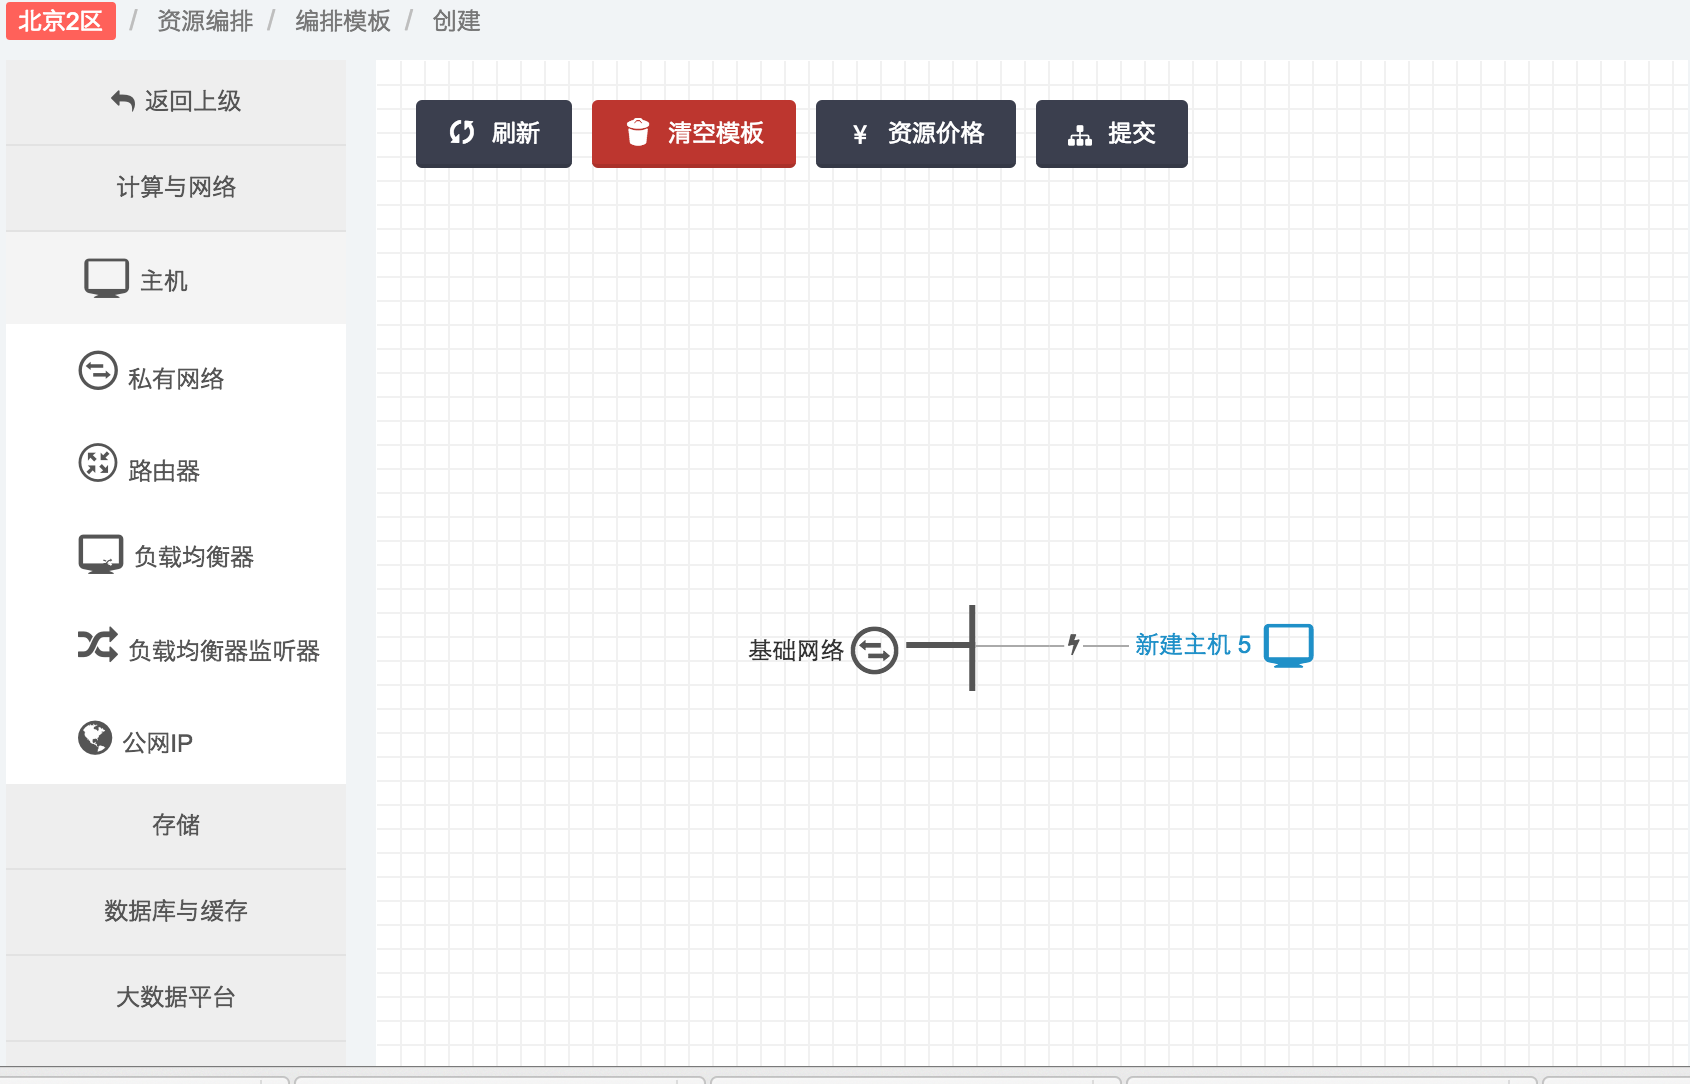 北京2区 / 资源编排 / 编排模板 / 创建
返回上级
计算与网络
主机
私有网络
路由器
负载均衡器
负载均衡器监听器
公网IP
存储
数据库与缓存
大数据平台
刷新
清空模板
¥ 资源价格
提交
基础网络
新建主机 5